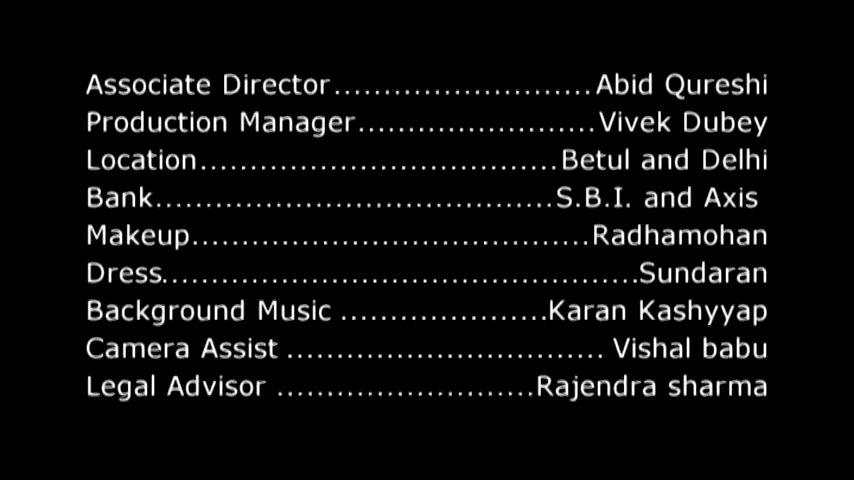 Associate Director..........................Abid Qureshi
Production Manager........................Vivek Dubey
Location....................................Betul and Delhi
Bank........................................S.B.I. and Axis
Makeup........................................Radhamohan
Dress................................................Sundaran
Background Music .....................Karan Kashyyap
Camera Assist ................................ Vishal babu
Legal Advisor ..........................Rajendra sharma